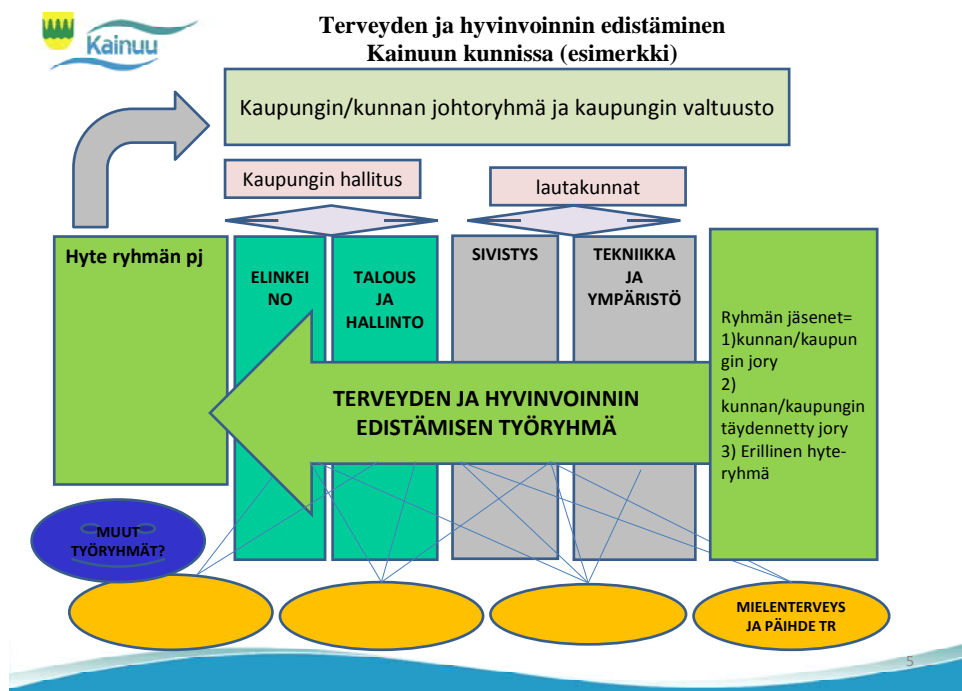 Kainuu
Terveyden ja hyvinvoinnin edistäminen
Kainuun kunnissa (esimerkki)
Kaupungin/kunnan johtoryhmä ja kaupungin valtuusto
Kaupungin hallitus
lautakunnat
Hyte ryhmän pj
ELINKEI
NO
TALOUS
JA
HALLINTO
SIVISTYS
TEKNIIKKA
JA
YMPÄRISTÖ
Ryhmän jäsenet=
1)kunnan/kaupun
gin jory
2)
kunnan/kaupungin
täydennetty jory
3) Erillinen hyte-
ryhmä
TERVEYDEN JA HYVINVOINNIN
EDISTÄMISEN TYÖRYHMÄ
MUUT
TYÖRYHMÄT?
MIELENTERVEYS
JA PÄIHDE TR
5